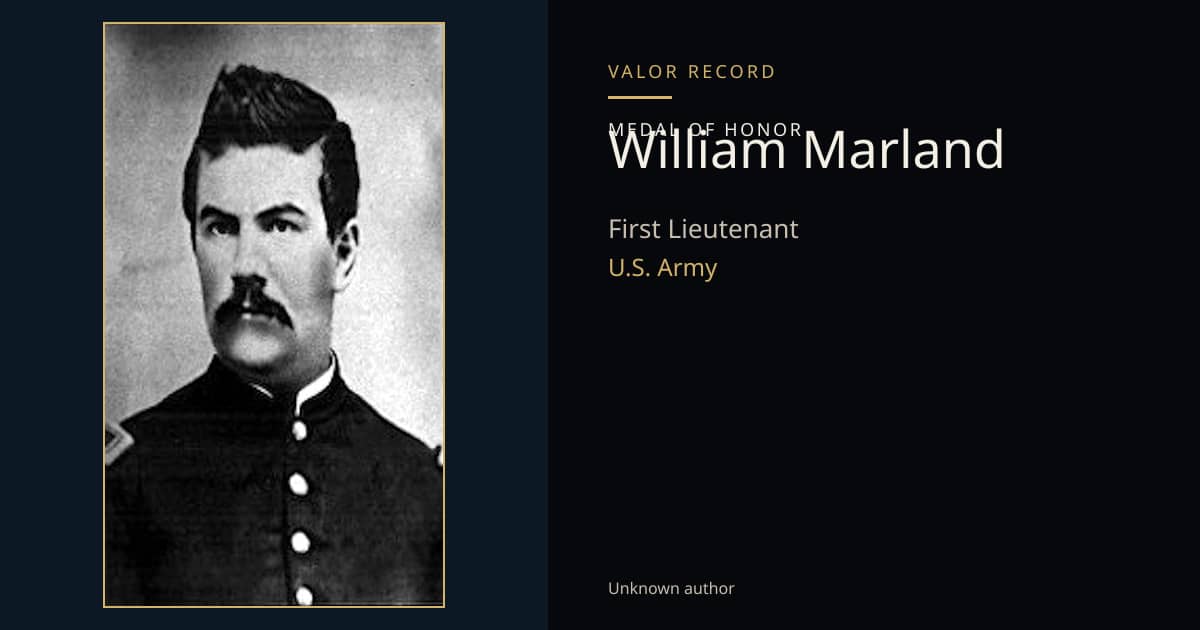 VALOR RECORD
MEDAL OF HONOR
William Marland
First Lieutenant
U.S. Army
Unknown author